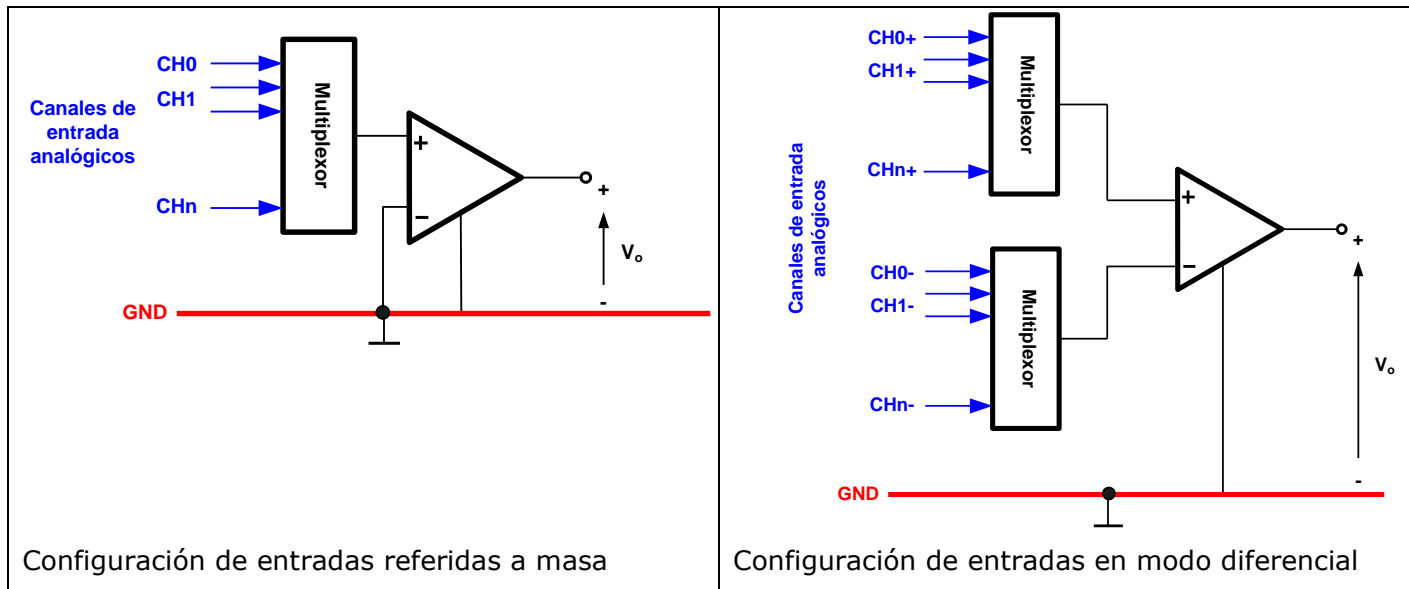 CH0
CH1
Canales de
entrada
analógicos
CHn
Multiplexor
+
−
+
Vo
-
GND
Configuración de entradas referidas a masa
CH0+
CH1+
CHn+
Multiplexor
Canales de entrada
analógicos
CH0-
CH1-
CHn-
Multiplexor
+
−
+
Vo
-
GND
Configuración de entradas en modo diferencial